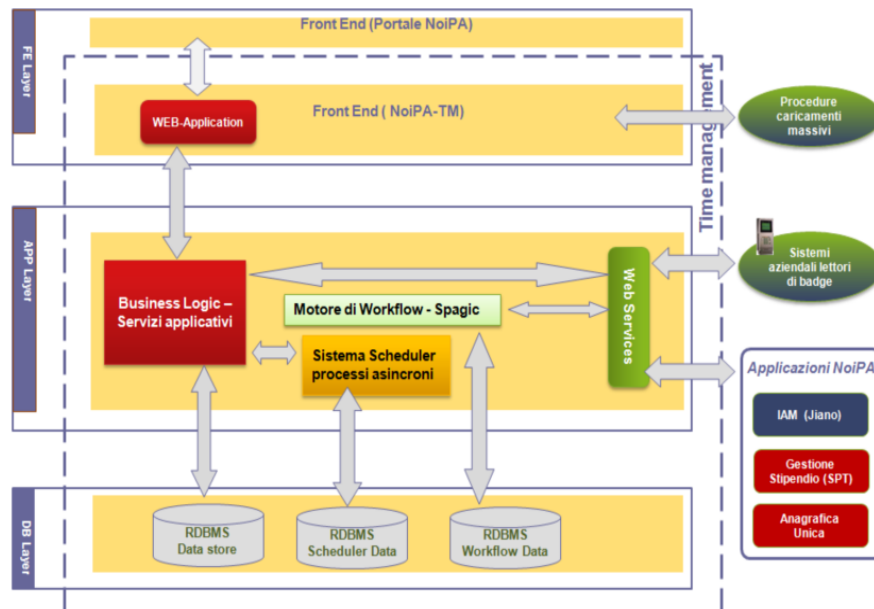 FE Layer
Front End (Portale NoiPA)
WEB-Application
Front End ( NoiPA-TM)
Time management
Procedure
caricamenti
massivi
APP Layer
Business Logic –
Servizi applicativi
Motore di Workflow - Spagic
Sistema Scheduler
processi asincroni
Web Services
Sistemi
aziendali lettori
di badge
Applicazioni NoiPA
IAM (Jiano)
Gestione
Stipendio (SPT)
Anagrafica
Unica
DB Layer
RDBMS
Data store
RDBMS
Scheduler Data
RDBMS
Workflow Data